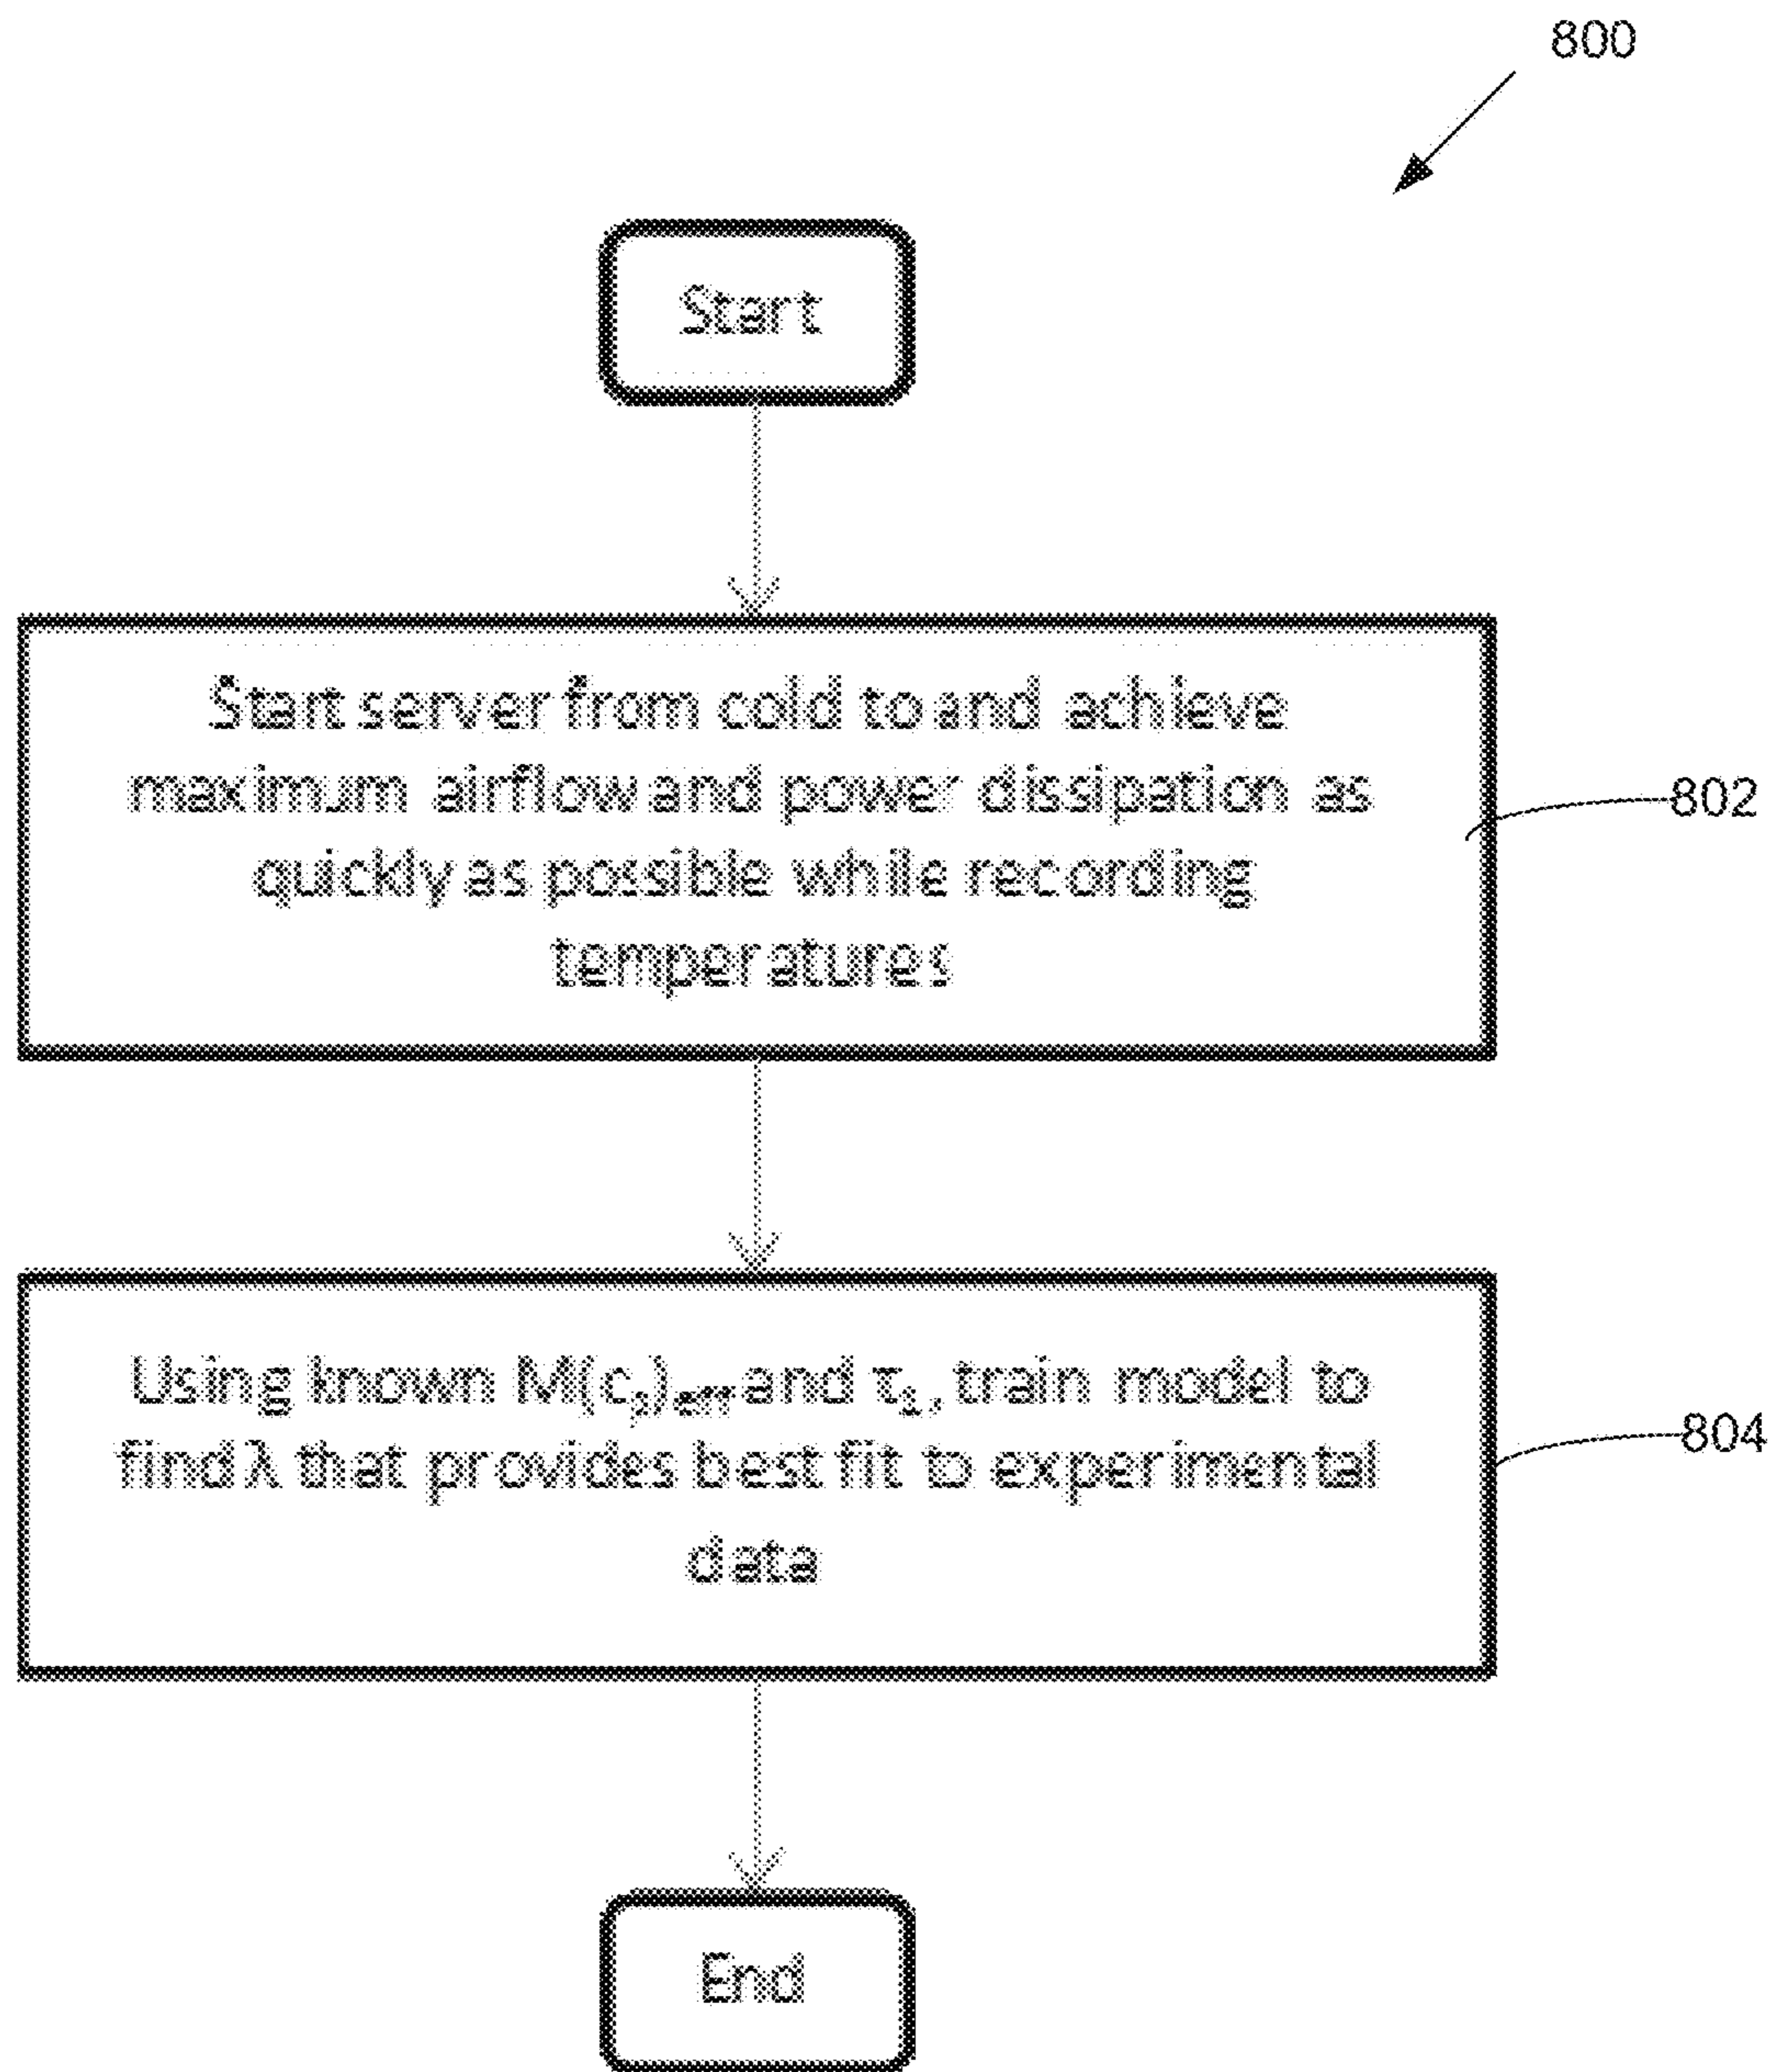 800
Start
Start server from cold to and achieve
maximum airflow and power dissipation as
quickly as possible while recording
temperatures
802
Using known M(cₚ)eff and τ₁, train model to
find λ that provides best fit to experimental
data
804
End